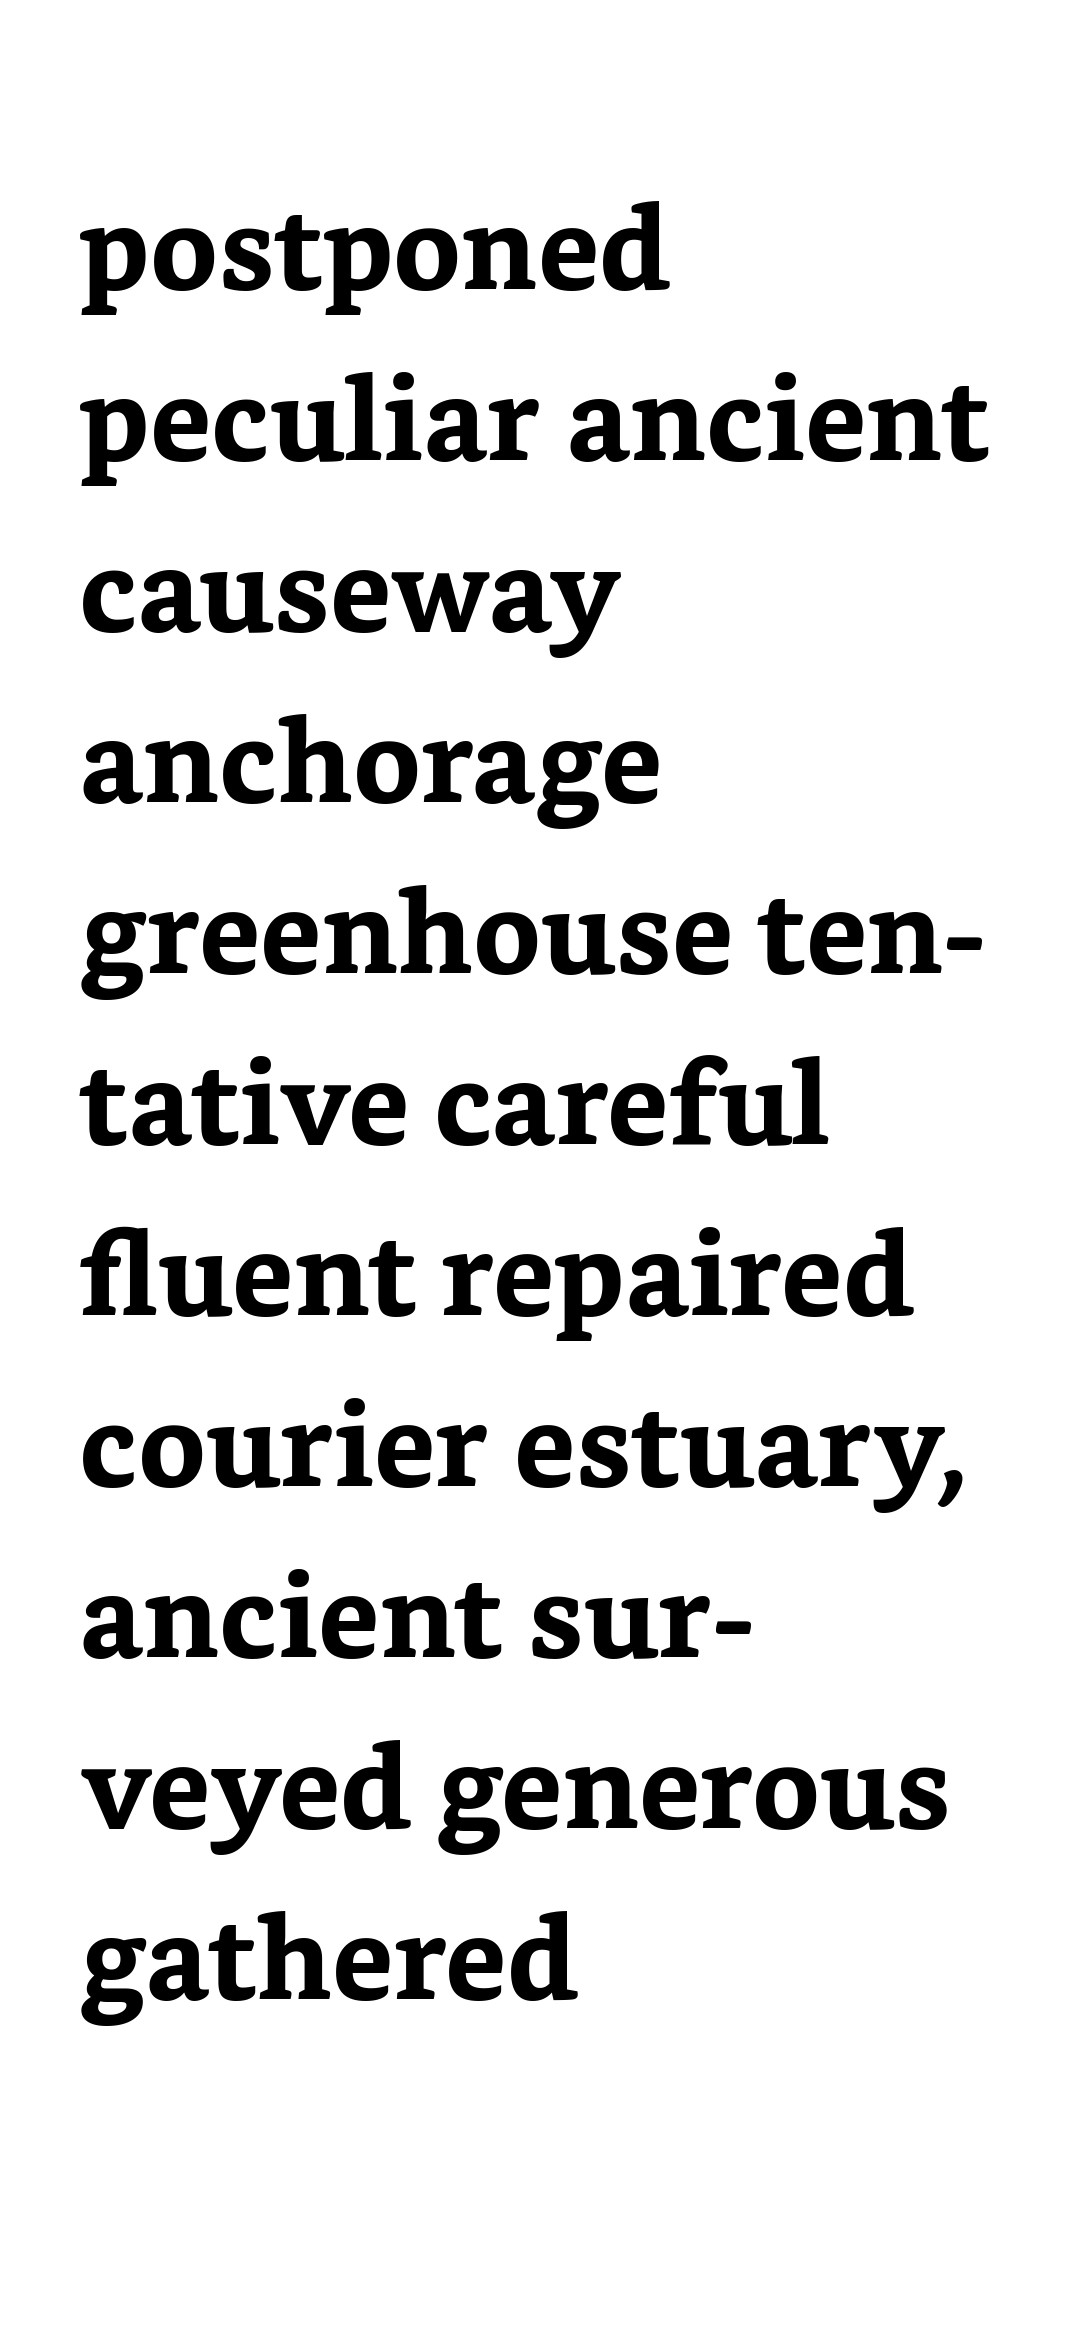 postponed
peculiar ancient
causeway
anchorage
greenhouse ten-
tative careful
fluent repaired
courier estuary,
ancient sur-
veyed generous
gathered